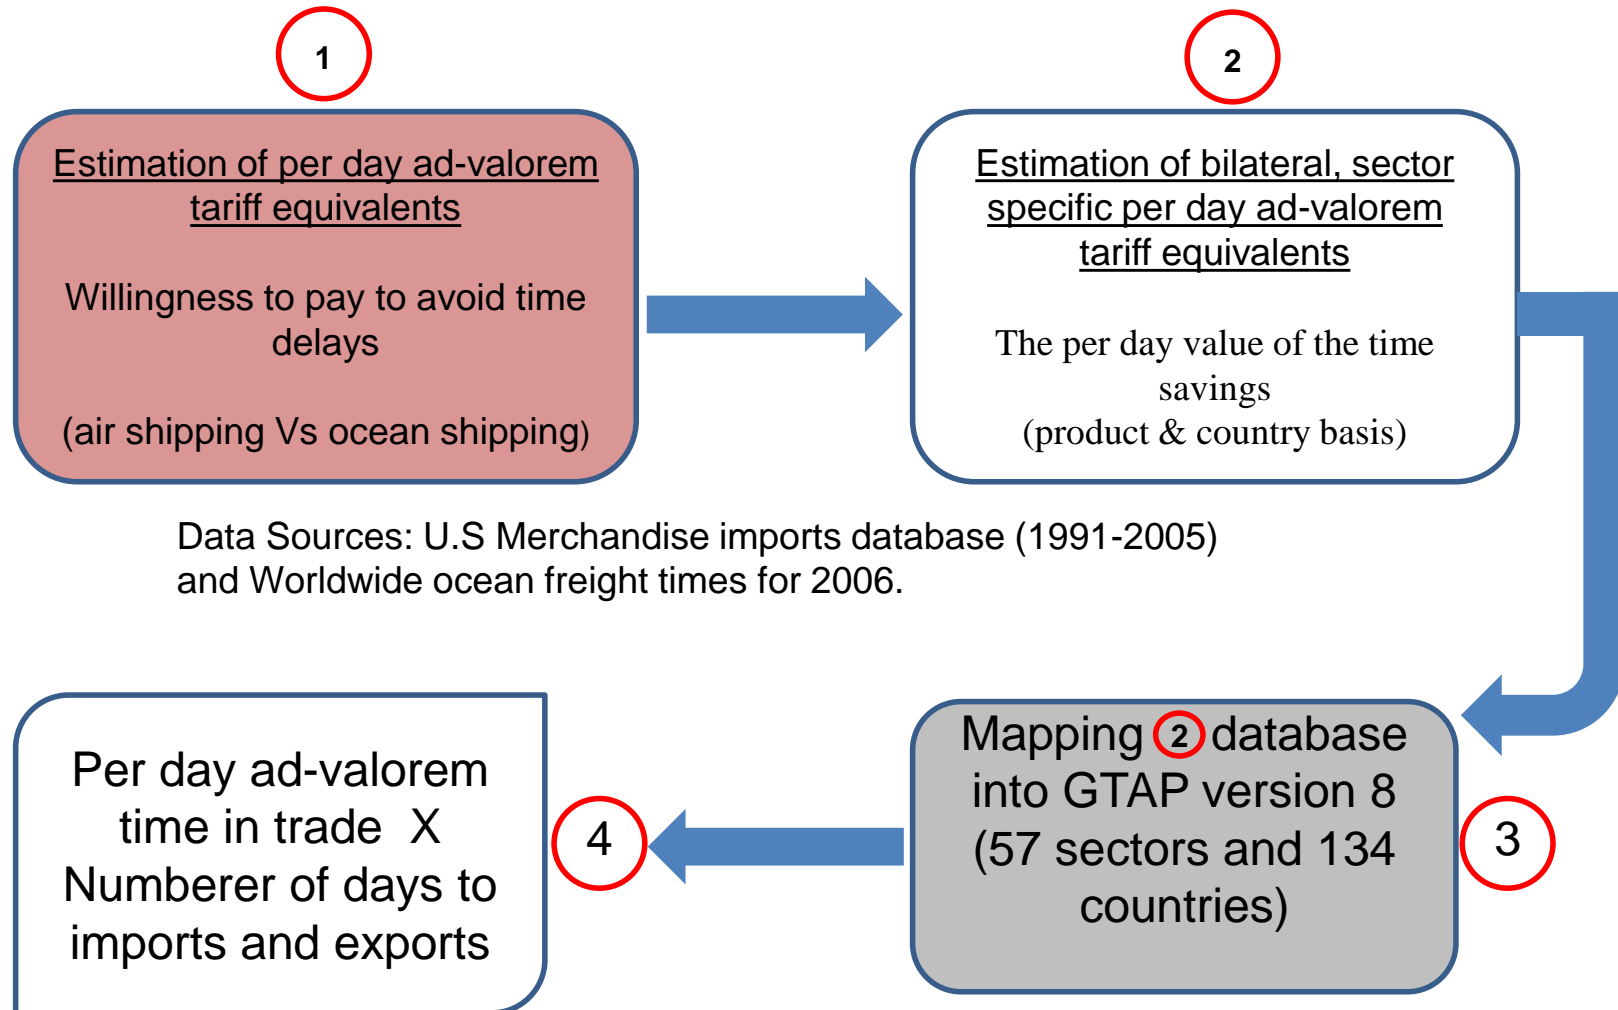 1
Estimation of per day ad-valorem
tariff equivalents
Willingness to pay to avoid time
delays
(air shipping Vs ocean shipping)
2
Estimation of bilateral, sector
specific per day ad-valorem
tariff equivalents
The per day value of the time
savings
(product & country basis)
Data Sources: U.S Merchandise imports database (1991-2005)
and Worldwide ocean freight times for 2006.
Mapping 2 database
into GTAP version 8
(57 sectors and 134
countries)
3
Per day ad-valorem
time in trade X
Numberer of days to
imports and exports
4